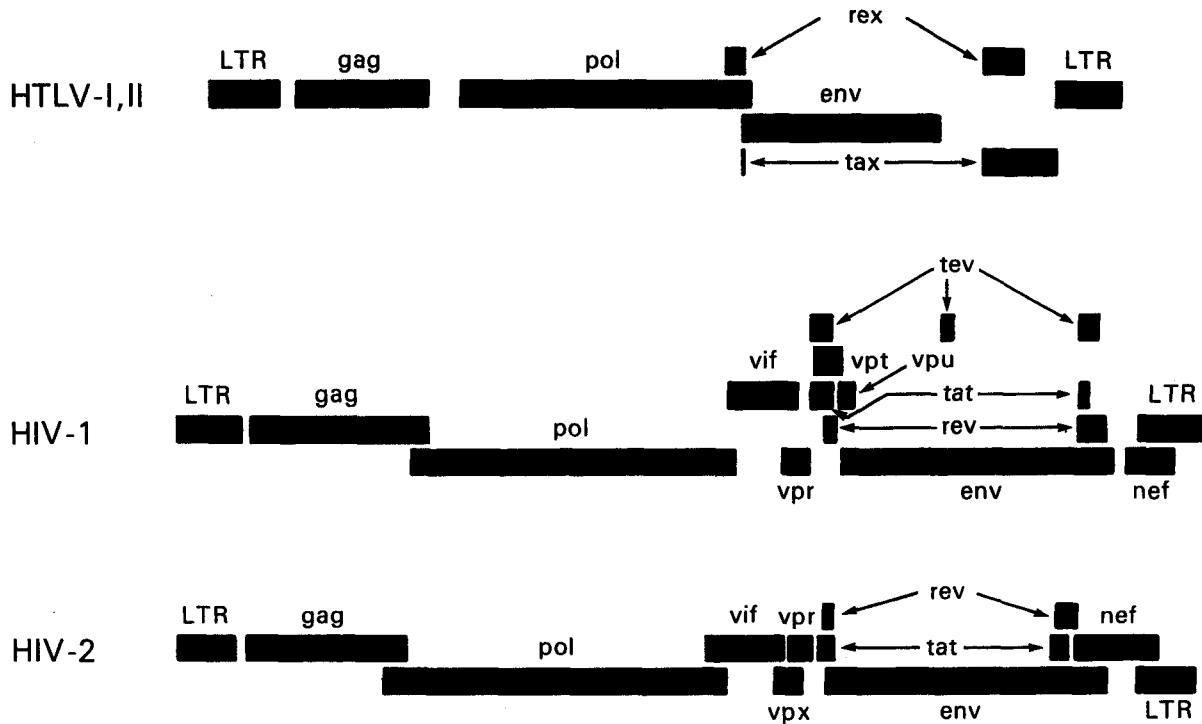 rex
LTR gag pol LTR
HTLV-I,II
env
tax
tev
vif vpt vpu
LTR gag tat LTR
HIV-1 pol rev
vpr env nef
rev
LTR gag vif vpr nef
HIV-2 pol tat
vpx env LTR